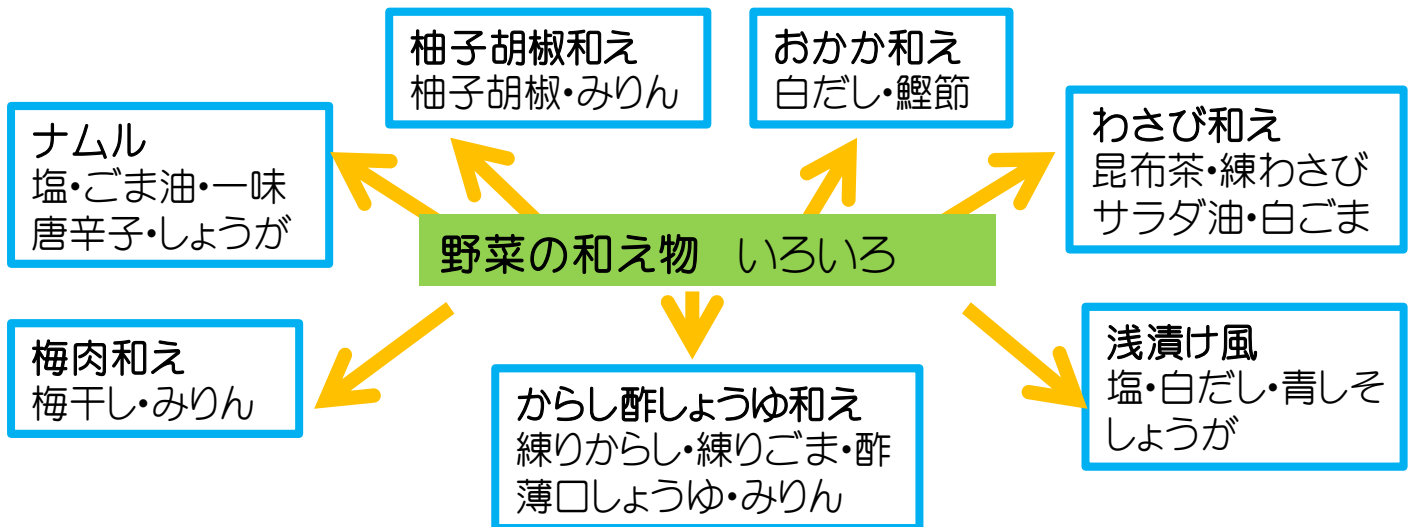 柚子胡椒和え
柚子胡椒・みりん
おかか和え
白だし・鰹節
ナムル
塩・ごま油・一味
唐辛子・しょうが
わさび和え
昆布茶・練わさび
サラダ油・白ごま
野菜の和え物　いろいろ
梅肉和え
梅干し・みりん
からし酢しょうゆ和え
練りからし・練りごま・酢
薄口しょうゆ・みりん
浅漬け風
塩・白だし・青しそ
しょうが